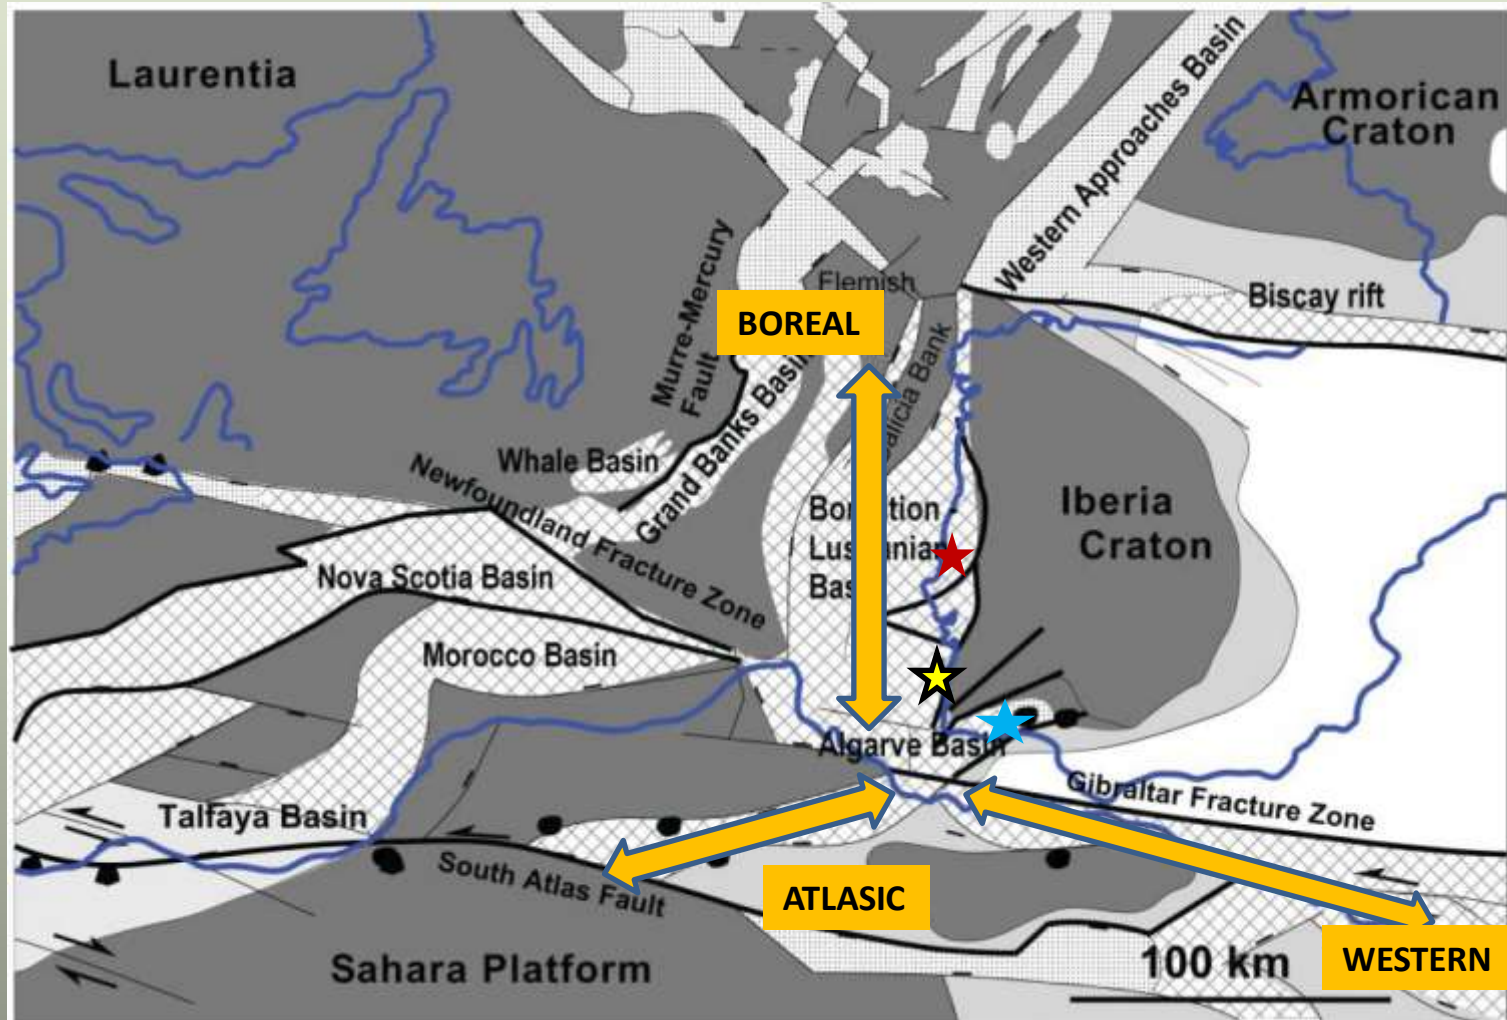 Laurentia
Western Approaches Basin
Armorican
Craton
Murre-Mercury
Fault
Flemish
BOREAL
Biscay rift
Whale Basin
Grand Banks Basin
Newfoundland Fracture Zone
Bank
Iberia
Craton
Nova Scotia Basin
Morocco Basin
Algarve Basin
Gibraltar Fracture Zone
Talfaya Basin
South Atlas Fault
ATLASIC
Sahara Platform
100 km
WESTERN